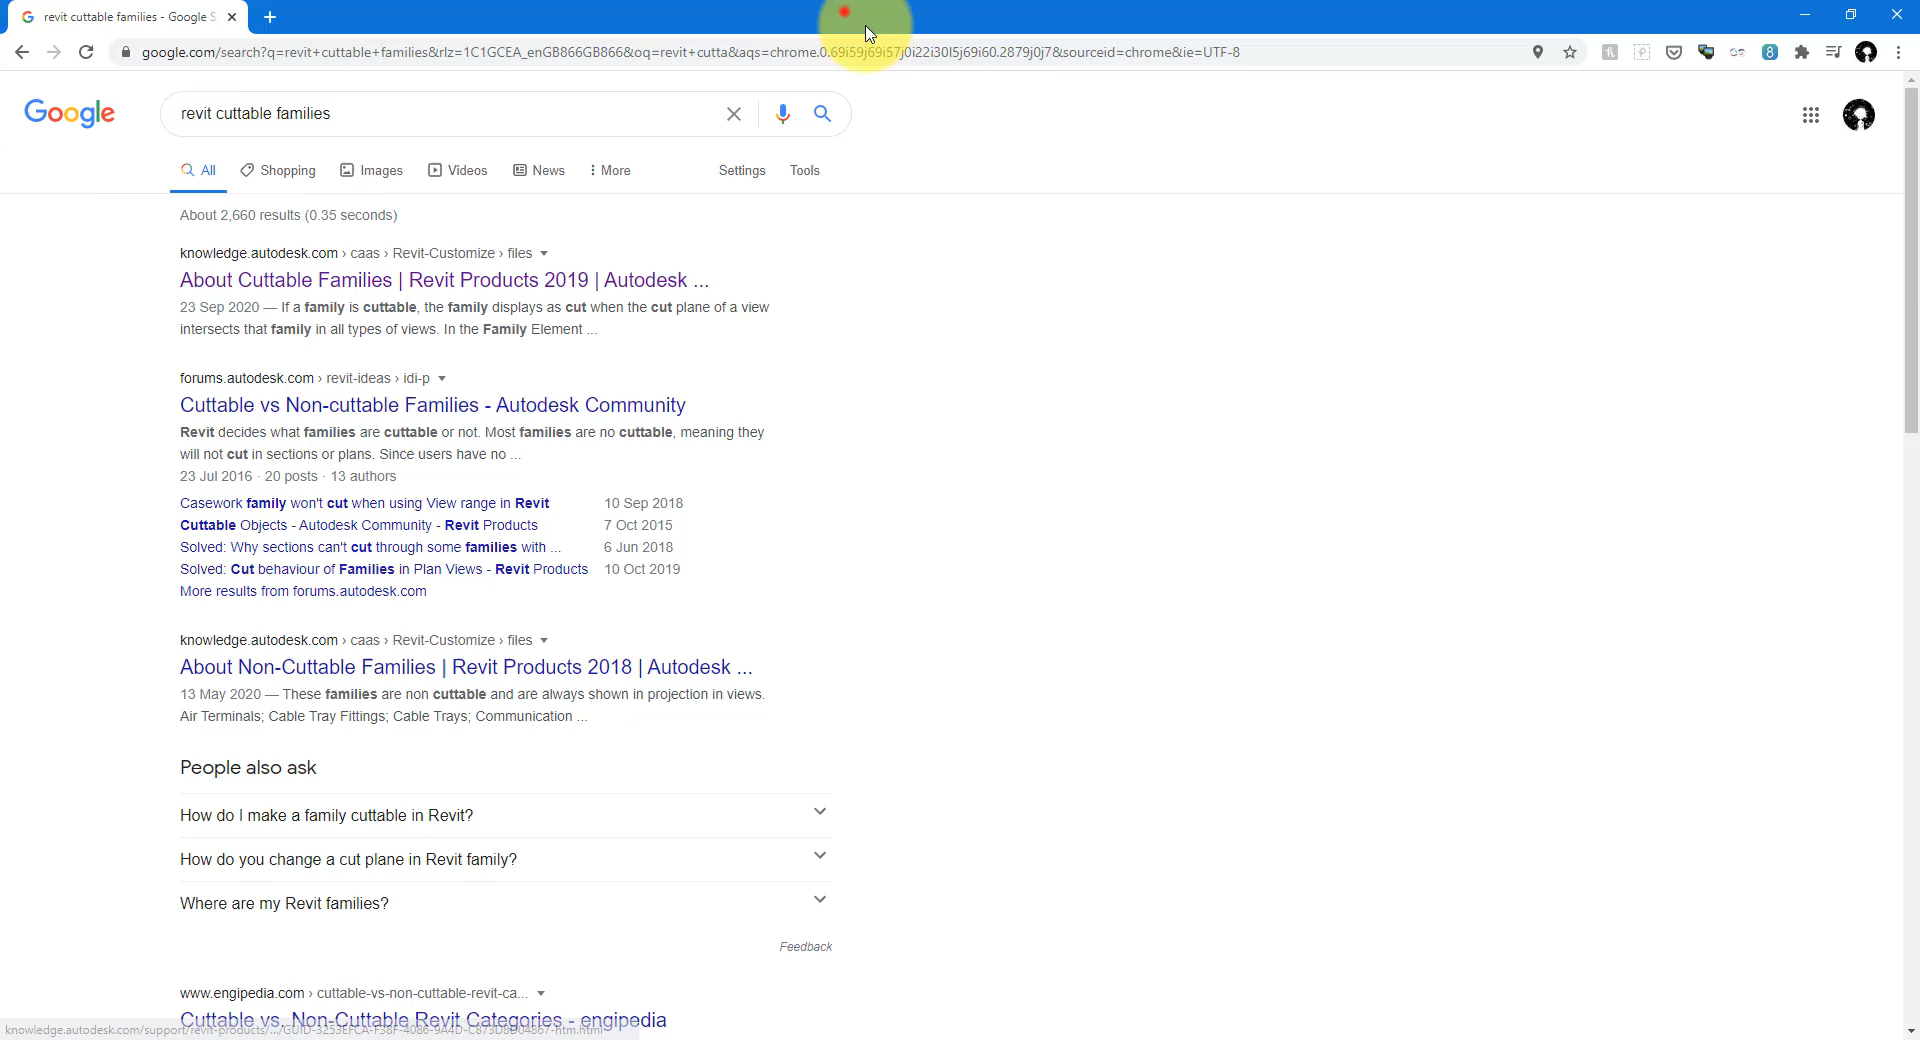 revit cuttable families - Google S
google.com/search?q=revit+cuttable+families&rlz=1C1GCEA_enGB866GB866&oq=revit+cutta&aqs=chrome.0.69i59j69i57j0i22i30l5j69i60.2879j0j7&sourceid=chrome&ie=UTF-8
Google
revit cuttable families
All Shopping Images Videos News More Settings Tools
About 2,660 results (0.35 seconds)
knowledge.autodesk.com › caas › Revit-Customize › files
About Cuttable Families | Revit Products 2019 | Autodesk ...
23 Sep 2020 — If a family is cuttable, the family displays as cut when the cut plane of a view
intersects that family in all types of views. In the Family Element ...
forums.autodesk.com › revit-ideas › idi-p
Cuttable vs Non-cuttable Families - Autodesk Community
Revit decides what families are cuttable or not. Most families are no cuttable, meaning they
will not cut in sections or plans. Since users have no ...
23 Jul 2016 · 20 posts · 13 authors
Casework family won't cut when using View range in Revit 10 Sep 2018
Cuttable Objects - Autodesk Community - Revit Products 7 Oct 2015
Solved: Why sections can't cut through some families with ... 6 Jun 2018
Solved: Cut behaviour of Families in Plan Views - Revit Products 10 Oct 2019
More results from forums.autodesk.com
knowledge.autodesk.com › caas › Revit-Customize › files
About Non-Cuttable Families | Revit Products 2018 | Autodesk ...
13 May 2020 — These families are non cuttable and are always shown in projection in views.
Air Terminals; Cable Tray Fittings; Cable Trays; Communication ...
People also ask
How do I make a family cuttable in Revit?
How do you change a cut plane in Revit family?
Where are my Revit families?
Feedback
www.engipedia.com › cuttable-vs-non-cuttable-revit-ca...
Cuttable vs. Non-Cuttable Revit Categories - engipedia